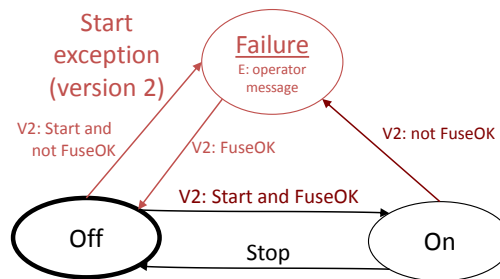 Start
exception
(version 2)
Failure
E: operator
message
V2: Start and
not FuseOK
V2: FuseOK
V2: not FuseOK
V2: Start and FuseOK
Off
Stop
On